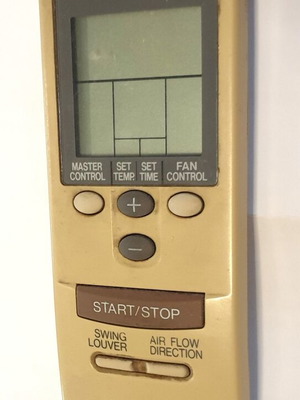 MASTER CONTROL
SET TEMP.
SET TIME
FAN CONTROL
+
−
START/STOP
SWING LOUVER
AIR FLOW DIRECTION